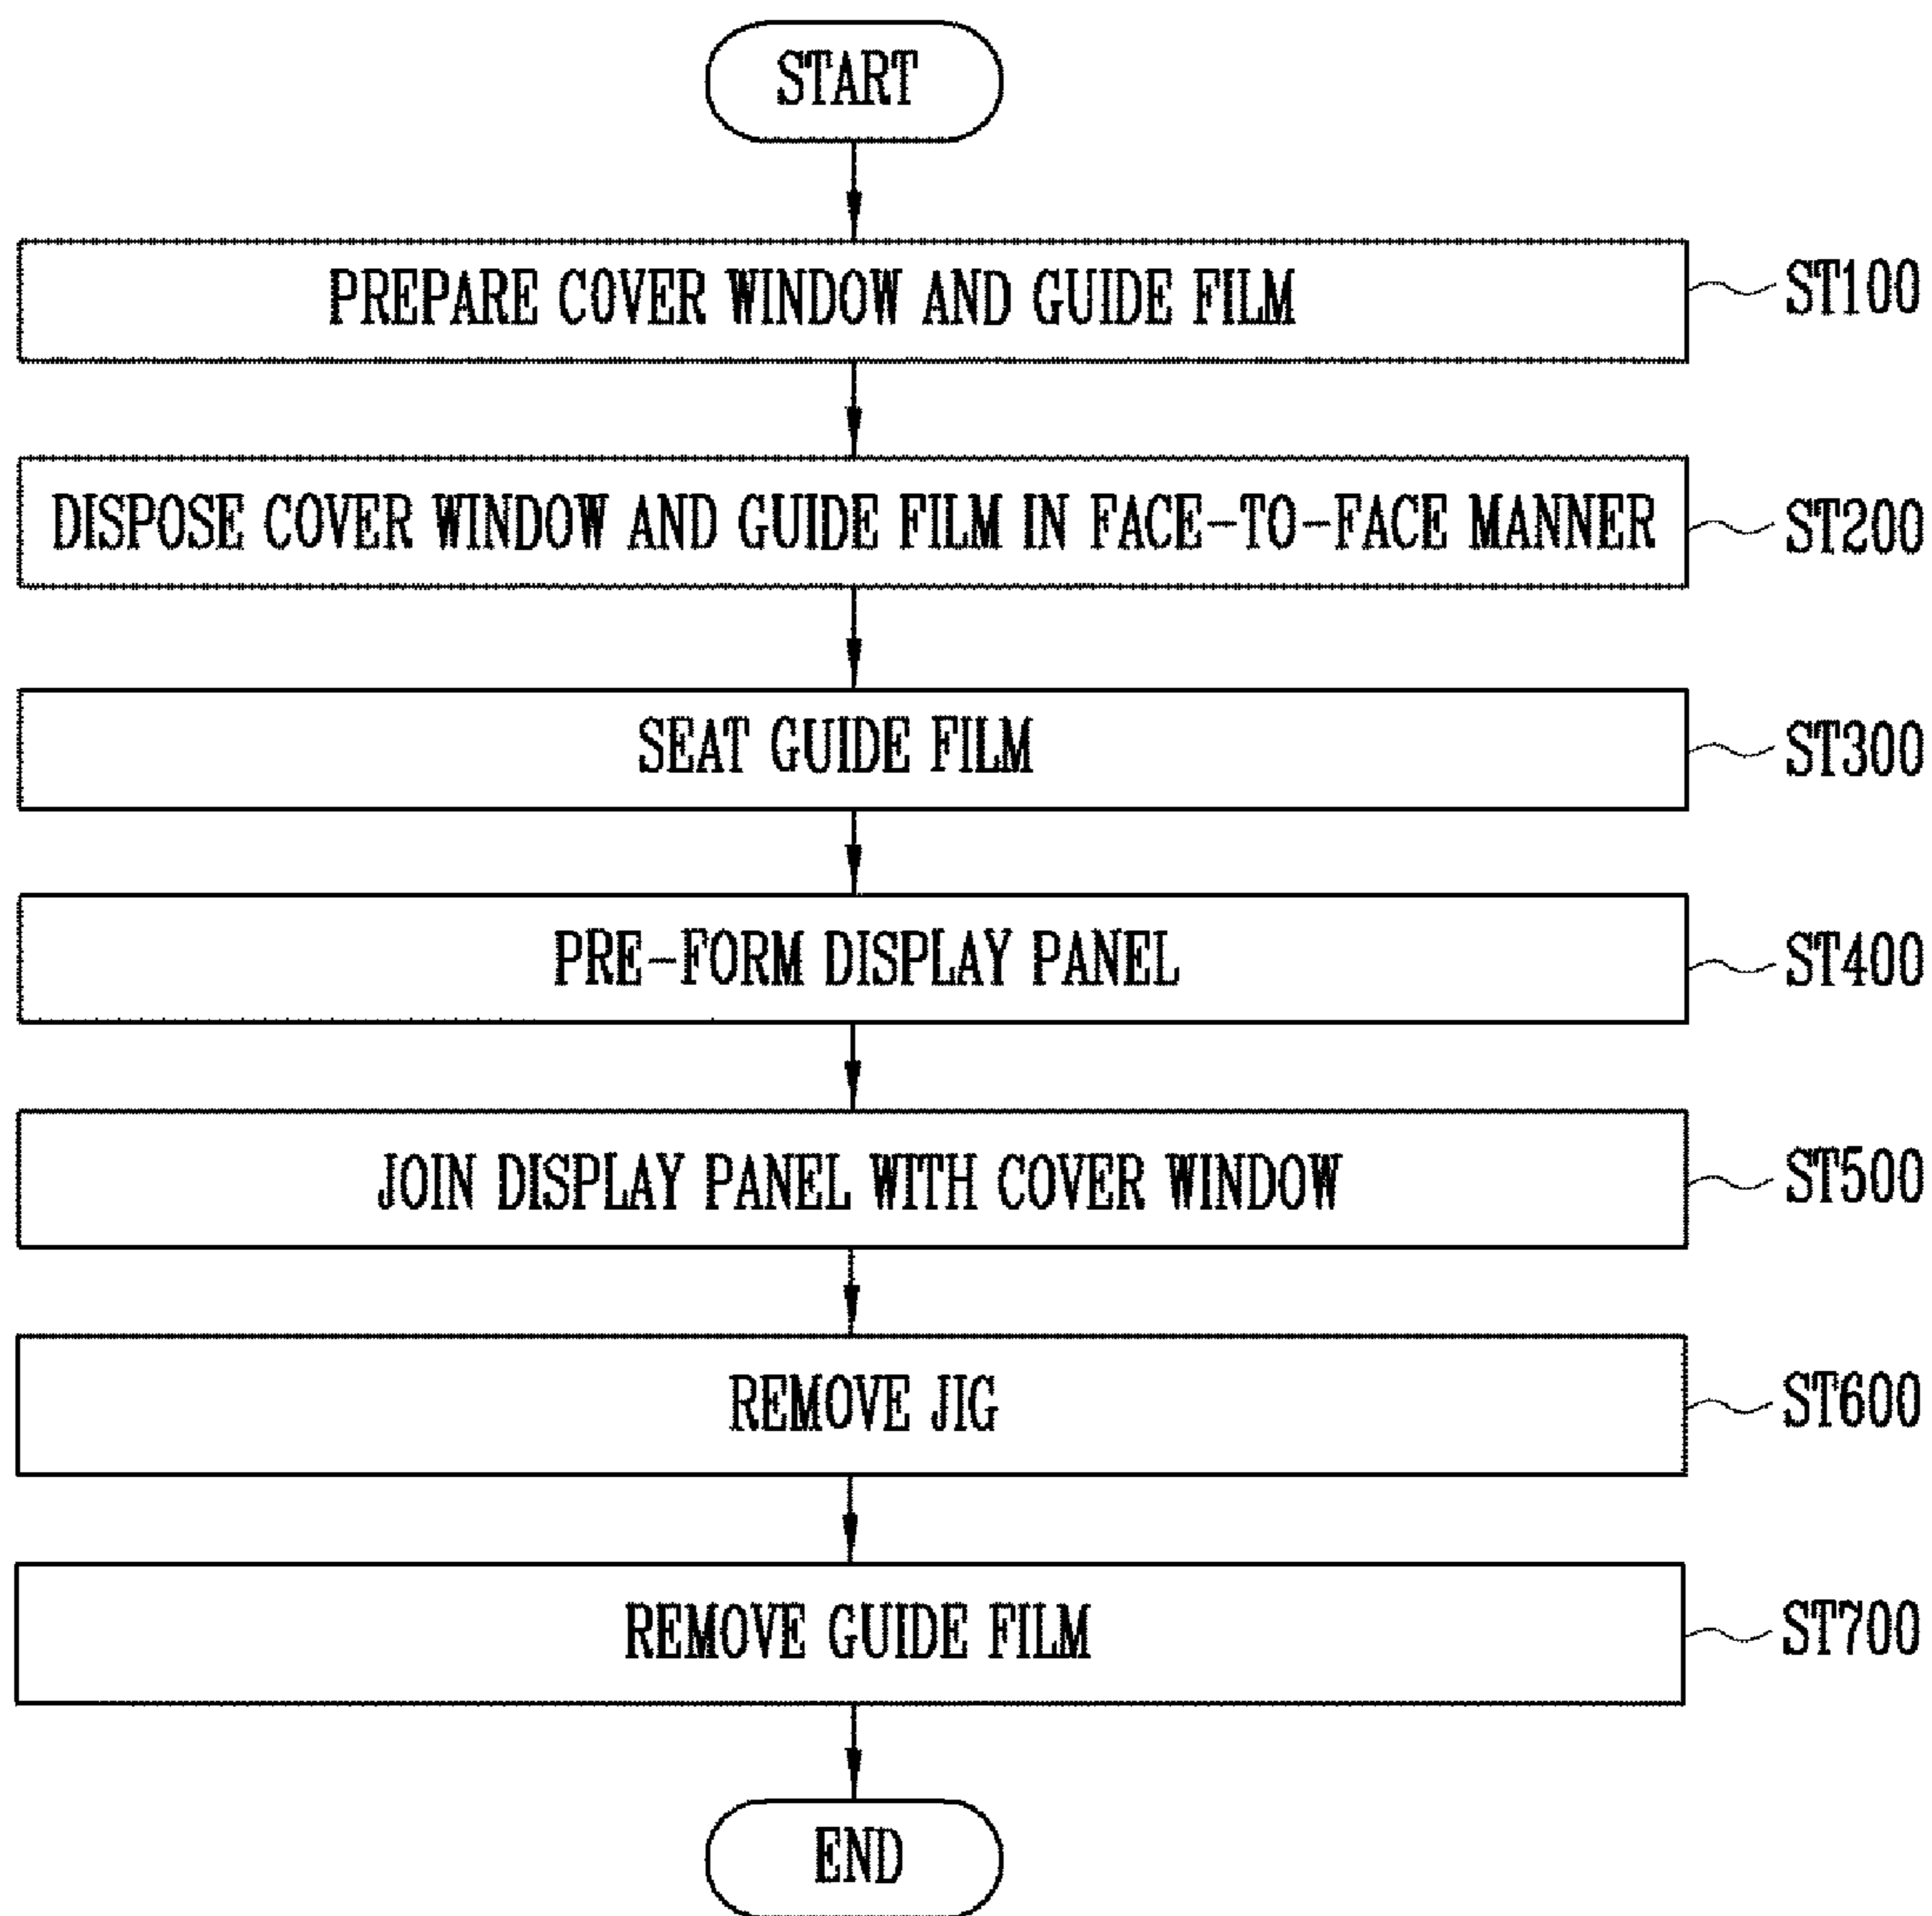 START
PREPARE COVER WINDOW AND GUIDE FILM
ST100
DISPOSE COVER WINDOW AND GUIDE FILM IN FACE-TO-FACE MANNER
ST200
SEAT GUIDE FILM
ST300
PRE-FORM DISPLAY PANEL
ST400
JOIN DISPLAY PANEL WITH COVER WINDOW
ST500
REMOVE JIG
ST600
REMOVE GUIDE FILM
ST700
END